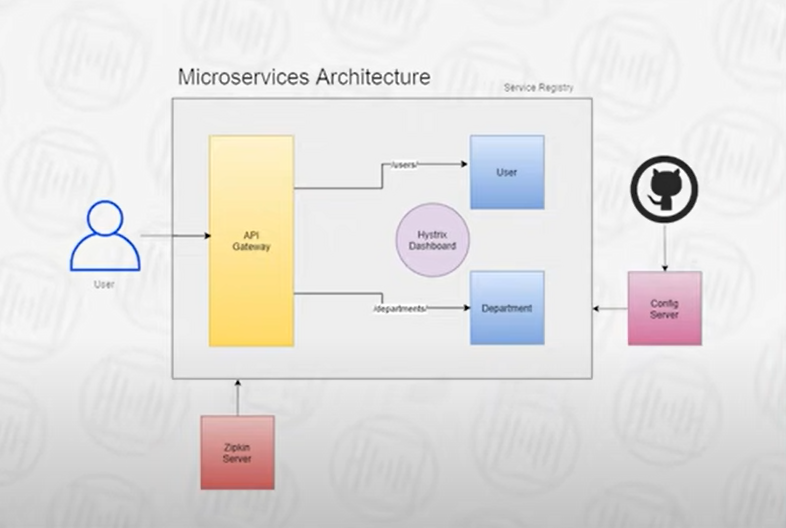 Microservices Architecture
Service Registry
/users/
User
API
Gateway
Hystrix
Dashboard
User
/departments/
Department
Config
Server
Zipkin
Server